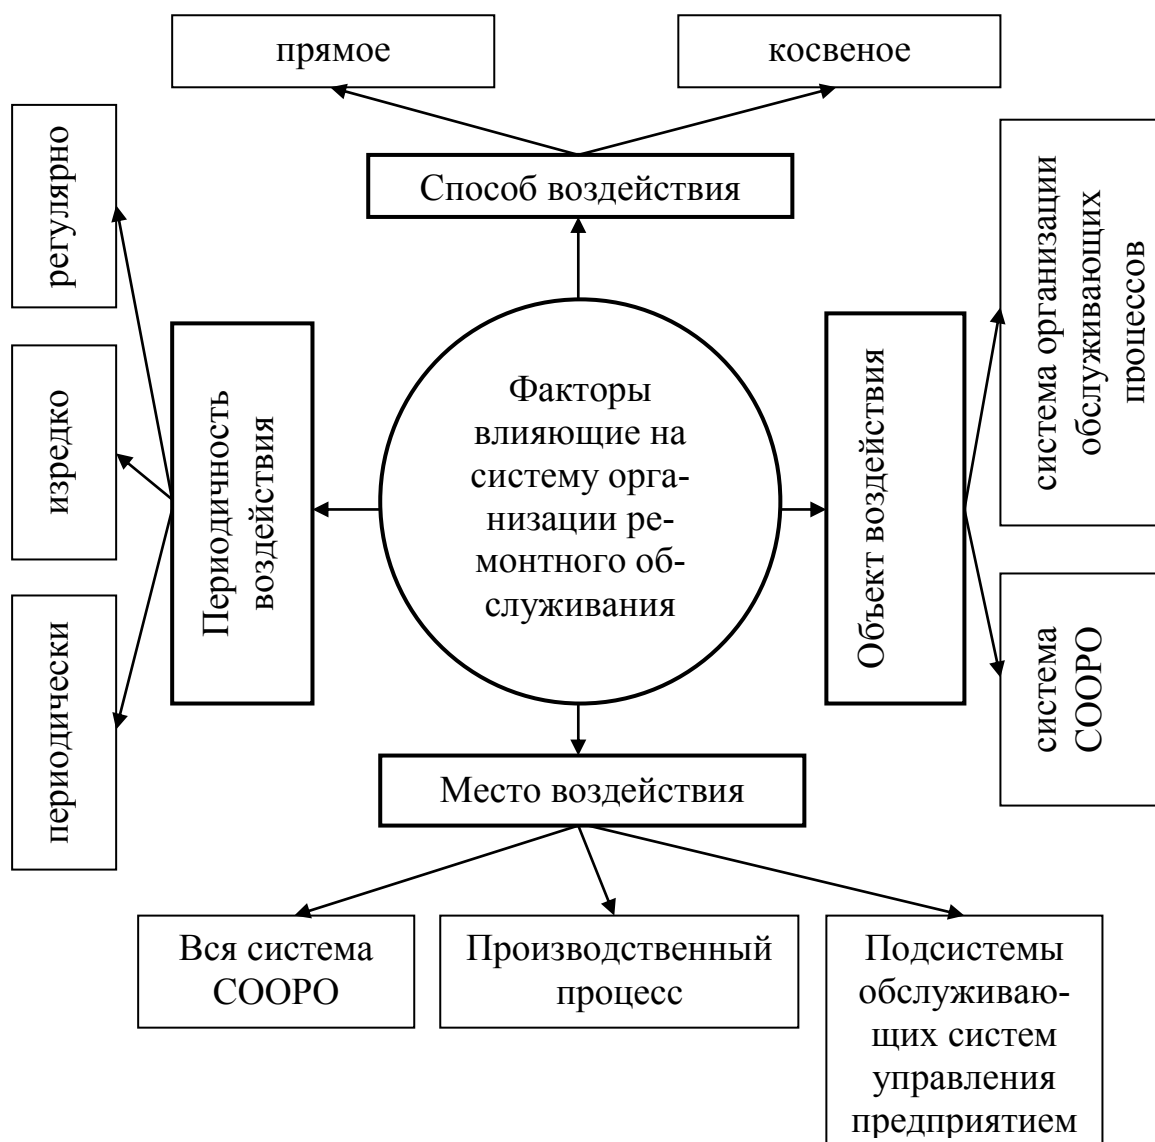 прямое
косвеное
Способ воздействия
регулярно
изредко
периодически
Периодичность
воздействия
Факторы
влияющие на
систему орга-
низации ре-
монтного об-
служивания
Объект воздействия
система организации
обслуживающих
процессов
система
СООРО
Место воздействия
Вся система
СООРО
Производственный
процесс
Подсистемы
обслуживаю-
щих систем
управления
предприятием